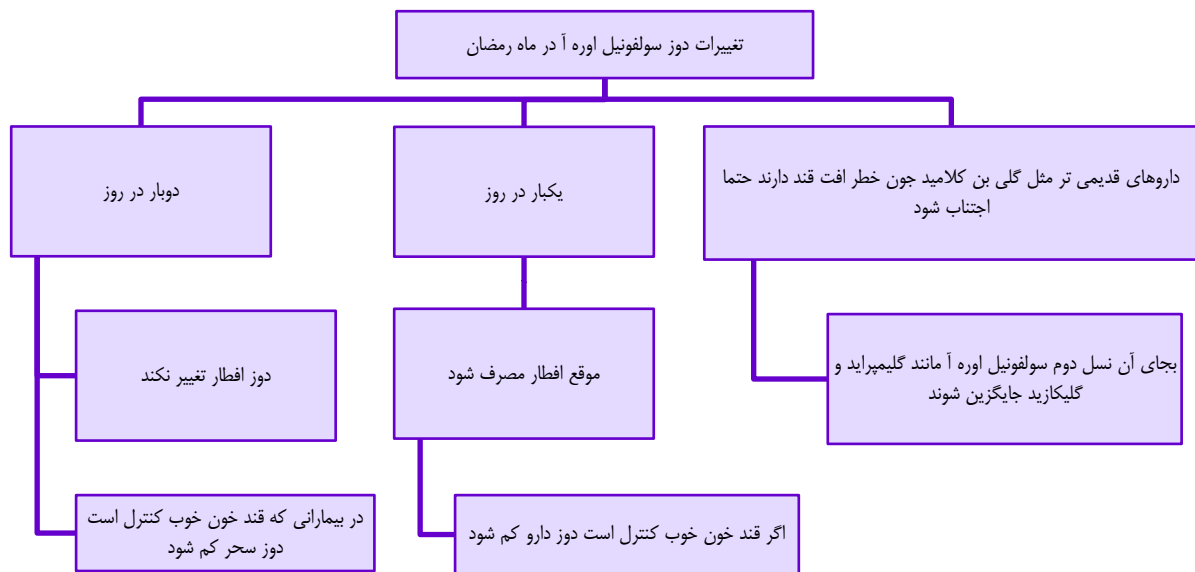 تغییرات دوز سولفونیل اوره آ در ماه رمضان
داروهای قدیمی تر مثل گلی بن کلامید جون خطر افت قند دارند حتما
اجتناب شود
بجای آن نسل دوم سولفونیل اوره آ مانند گلیمپراید و
گلیکازید جایگزین شوند
یکبار در روز
موقع افطار مصرف شود
اگر قند خون خوب کنترل است دوز دارو کم شود
دوبار در روز
دوز افطار تغییر نکند
در بیمارانی که قند خون خوب کنترل است
دوز سحر کم شود